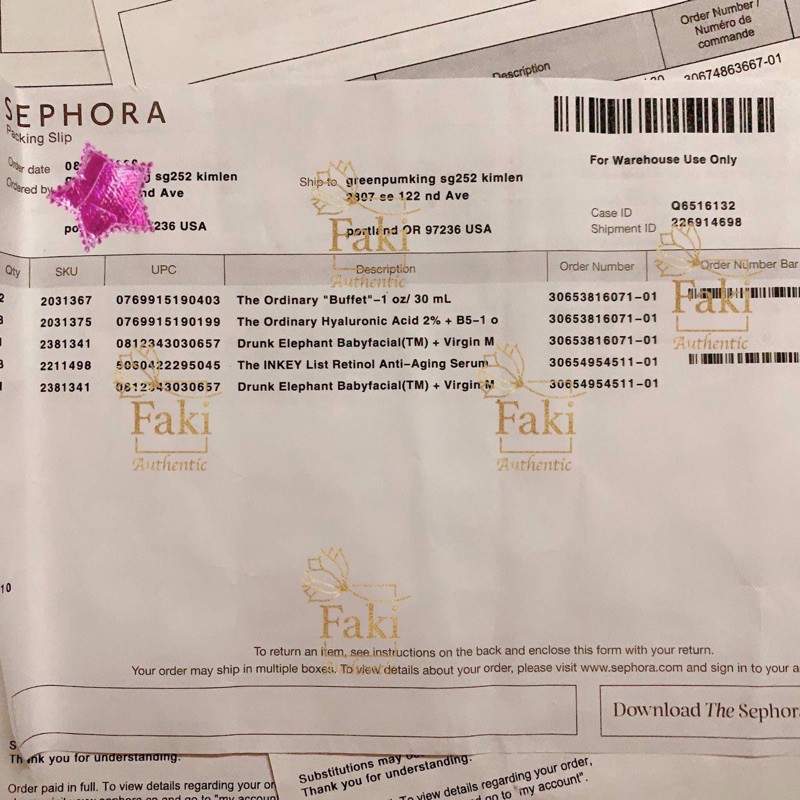 Order Number /
Numéro de
commande
Description
30674863667-01
SEPHORA
Packing Slip
For Warehouse Use Only
Order date 08
Ordered by sg252 kimlen
nd Ave
po 236 USA
Ship to greenpumking sg252 kimlen
2807 se 122 nd Ave
portland OR 97236 USA
Case ID Q6516132
Shipment ID 226914698
Qty SKU UPC Description Order Number Order Number Bar
2 2031367 0769915190403 The Ordinary "Buffet"-1 oz/ 30 mL 30653816071-01
3 2031375 0769915190199 The Ordinary Hyaluronic Acid 2% + B5-1 o 30653816071-01
2381341 0812343030657 Drunk Elephant Babyfacial(TM) + Virgin M 30653816071-01
3 2211498 5060422295045 The INKEY List Retinol Anti-Aging Serum 30654954511-01
2381341 0812343030657 Drunk Elephant Babyfacial(TM) + Virgin M 30654954511-01
Faki
Authentic
Faki
Authentic
Faki
Authentic
Faki
Authentic
Faki
10
To return an item, see instructions on the back and enclose this form with your return.
Your order may ship in multiple boxes. To view details about your order, please visit www.sephora.com and sign in to your a
Download The Sephor
S
Thank you for understanding.
Order paid in full. To view details regarding your or
Substitutions may
Thank you for understanding.
To view details regarding your order,
and go to "my account".